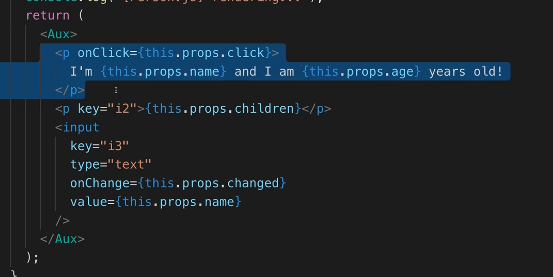 return (
<Aux>
<p onClick={this.props.click}>
I'm {this.props.name} and I am {this.props.age} years old!
</p>
<p key="i2">{this.props.children}</p>
<input
key="i3"
type="text"
onChange={this.props.changed}
value={this.props.name}
/>
</Aux>
);